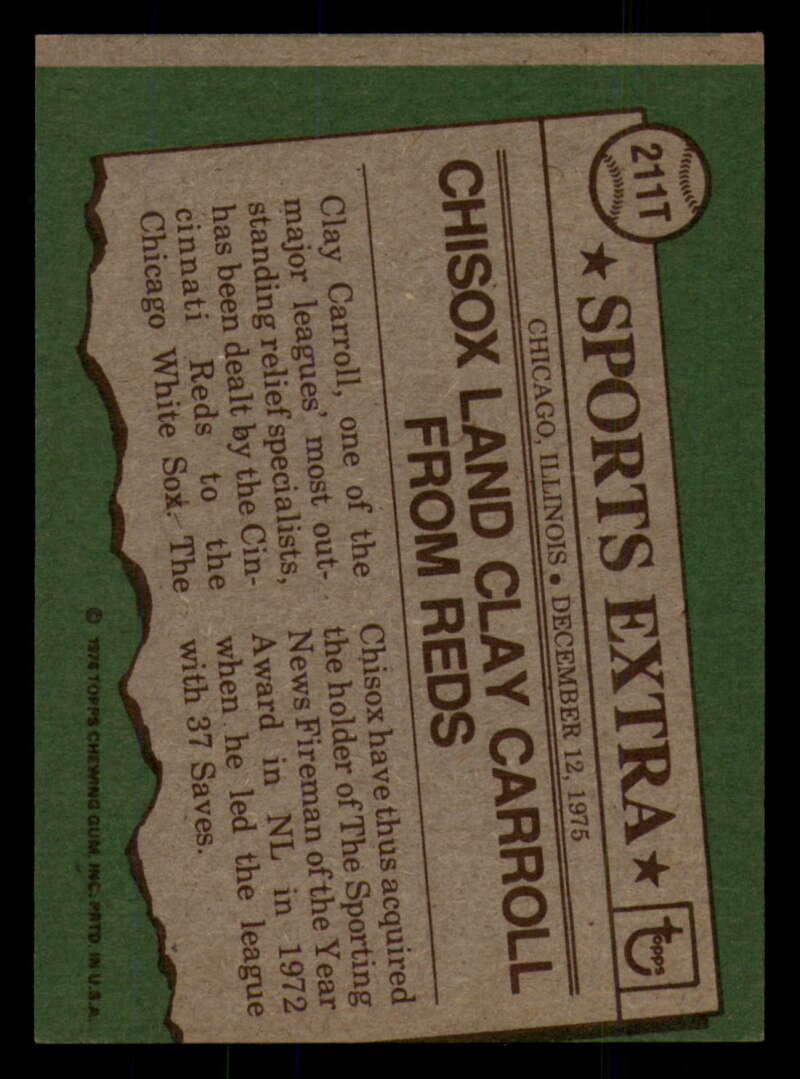 211T
★ SPORTS EXTRA ★
topps
CHICAGO, ILLINOIS • DECEMBER 12, 1975
CHISOX LAND CLAY CARROLL
FROM REDS
Clay Carroll, one of the
major leagues' most out-
standing relief specialists,
has been dealt by the Cin-
cinnati Reds to the
Chicago White Sox. The
Chisox have thus acquired
the holder of The Sporting
News Fireman of the Year
Award in NL in 1972
when he led the league
with 37 Saves.
© 1976 TOPPS CHEWING GUM, INC. PRTD. IN U.S.A.